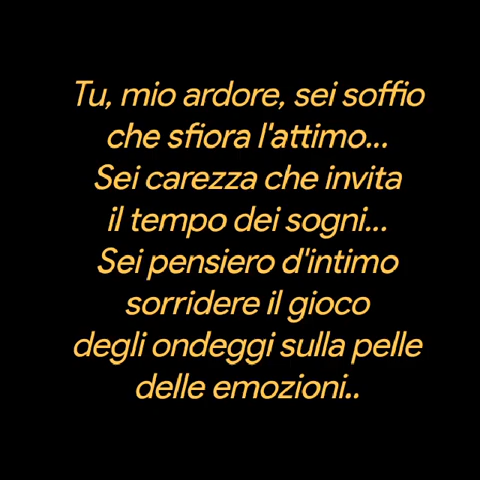 Tu, mio ardore, sei soffio
che sfiora l'attimo...
Sei carezza che invita
il tempo dei sogni...
Sei pensiero d'intimo
sorridere il gioco
degli ondeggi sulla pelle
delle emozioni..